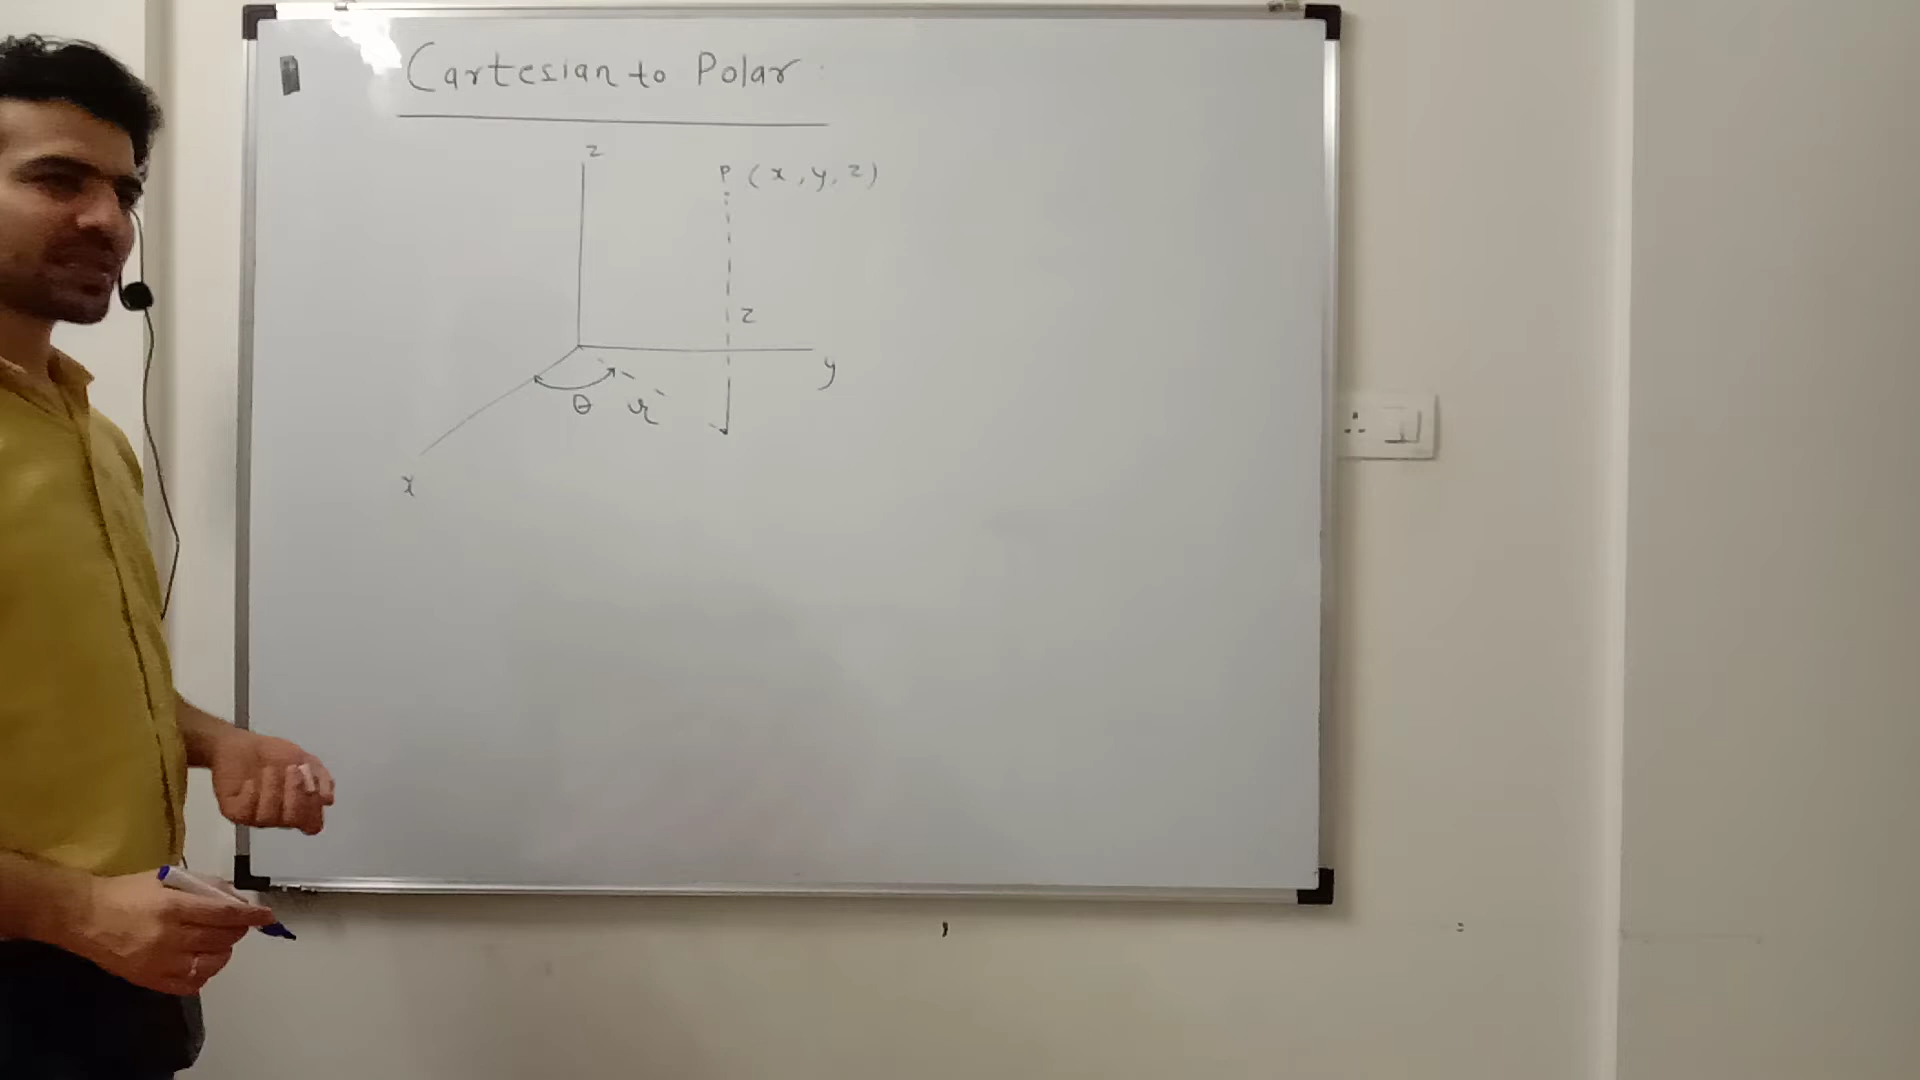 Cartesian to Polar :
z
P (x, y, z)
z
y
θ r
x